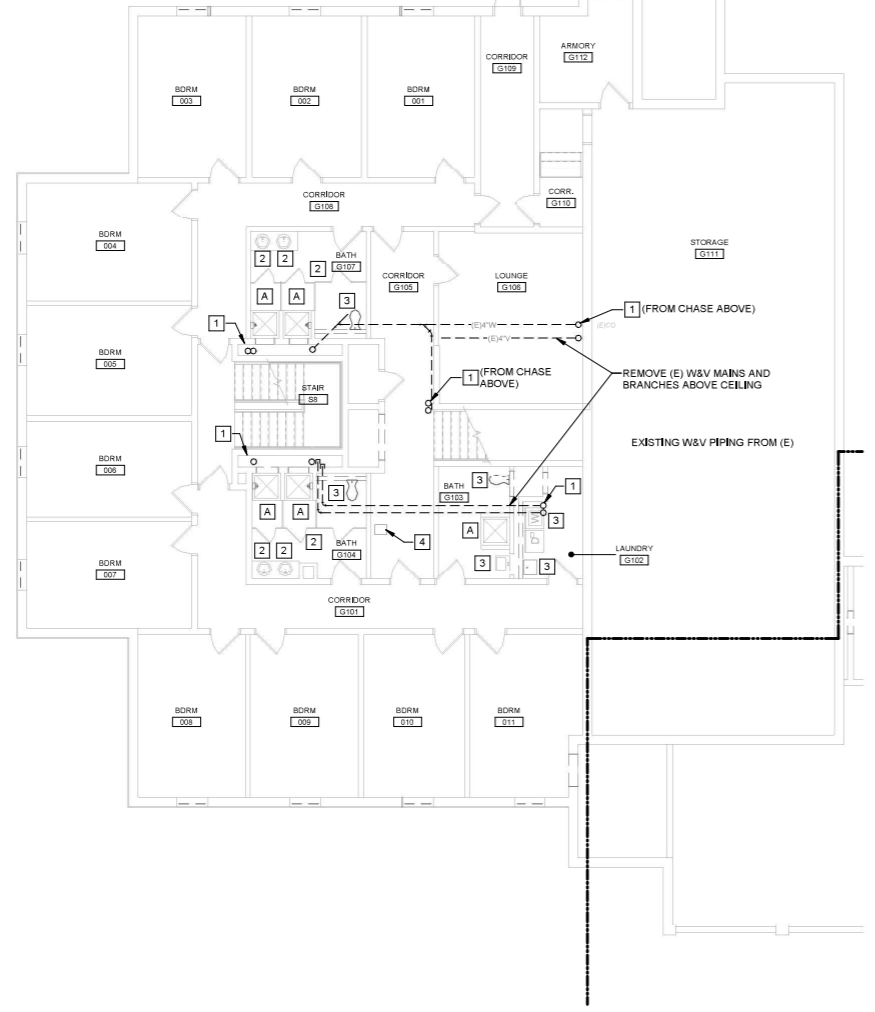 ARMORY
G112
CORRIDOR
G109
BDRM
003
BDRM
002
BDRM
001
CORRIDOR
G108
CORR.
G110
BDRM
004
STORAGE
G111
2
2
2
BATH
G107
CORRIDOR
G105
LOUNGE
G106
A
A
3
1
(E)4"W
(E)4"V
1 (FROM CHASE ABOVE)
(E)CO
BDRM
005
1 (FROM CHASE
ABOVE)
REMOVE (E) W&V MAINS AND
BRANCHES ABOVE CEILING
STAIR
S8
1
EXISTING W&V PIPING FROM (E)
BDRM
006
3
BATH
G103
3
1
A
A
W
3
A
D
2
2
2
BATH
G104
4
LAUNDRY
G102
3
3
BDRM
007
CORRIDOR
G101
BDRM
008
BDRM
009
BDRM
010
BDRM
011